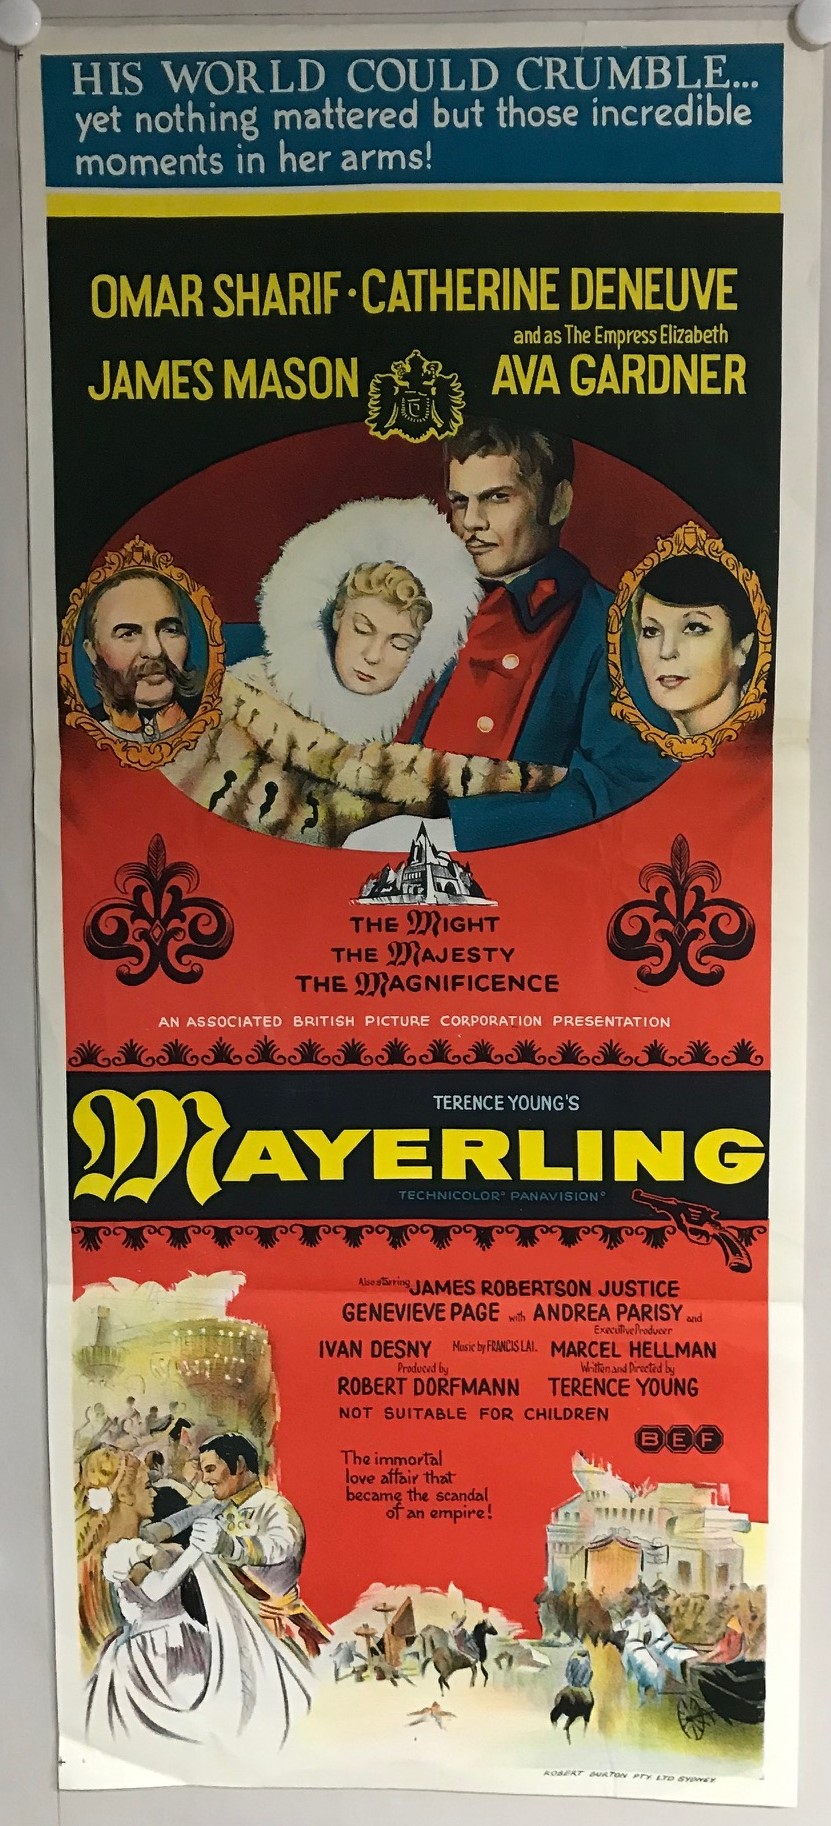 HIS WORLD COULD CRUMBLE...
yet nothing mattered but those incredible
moments in her arms!
OMAR SHARIF · CATHERINE DENEUVE
and as The Empress Elizabeth
JAMES MASON AVA GARDNER
THE MIGHT
THE MAJESTY
THE MAGNIFICENCE
AN ASSOCIATED BRITISH PICTURE CORPORATION PRESENTATION
TERENCE YOUNG'S
MAYERLING
TECHNICOLOR® PANAVISION®
Also starring JAMES ROBERTSON JUSTICE
GENEVIEVE PAGE with ANDREA PARISY and
Executive Producer
IVAN DESNY Music by FRANCIS LAI. MARCEL HELLMAN
Produced by Written and Directed by
ROBERT DORFMANN TERENCE YOUNG
NOT SUITABLE FOR CHILDREN
BEF
The immortal
love affair that
became the scandal
of an empire!
ROBERT BURTON PTY LTD SYDNEY